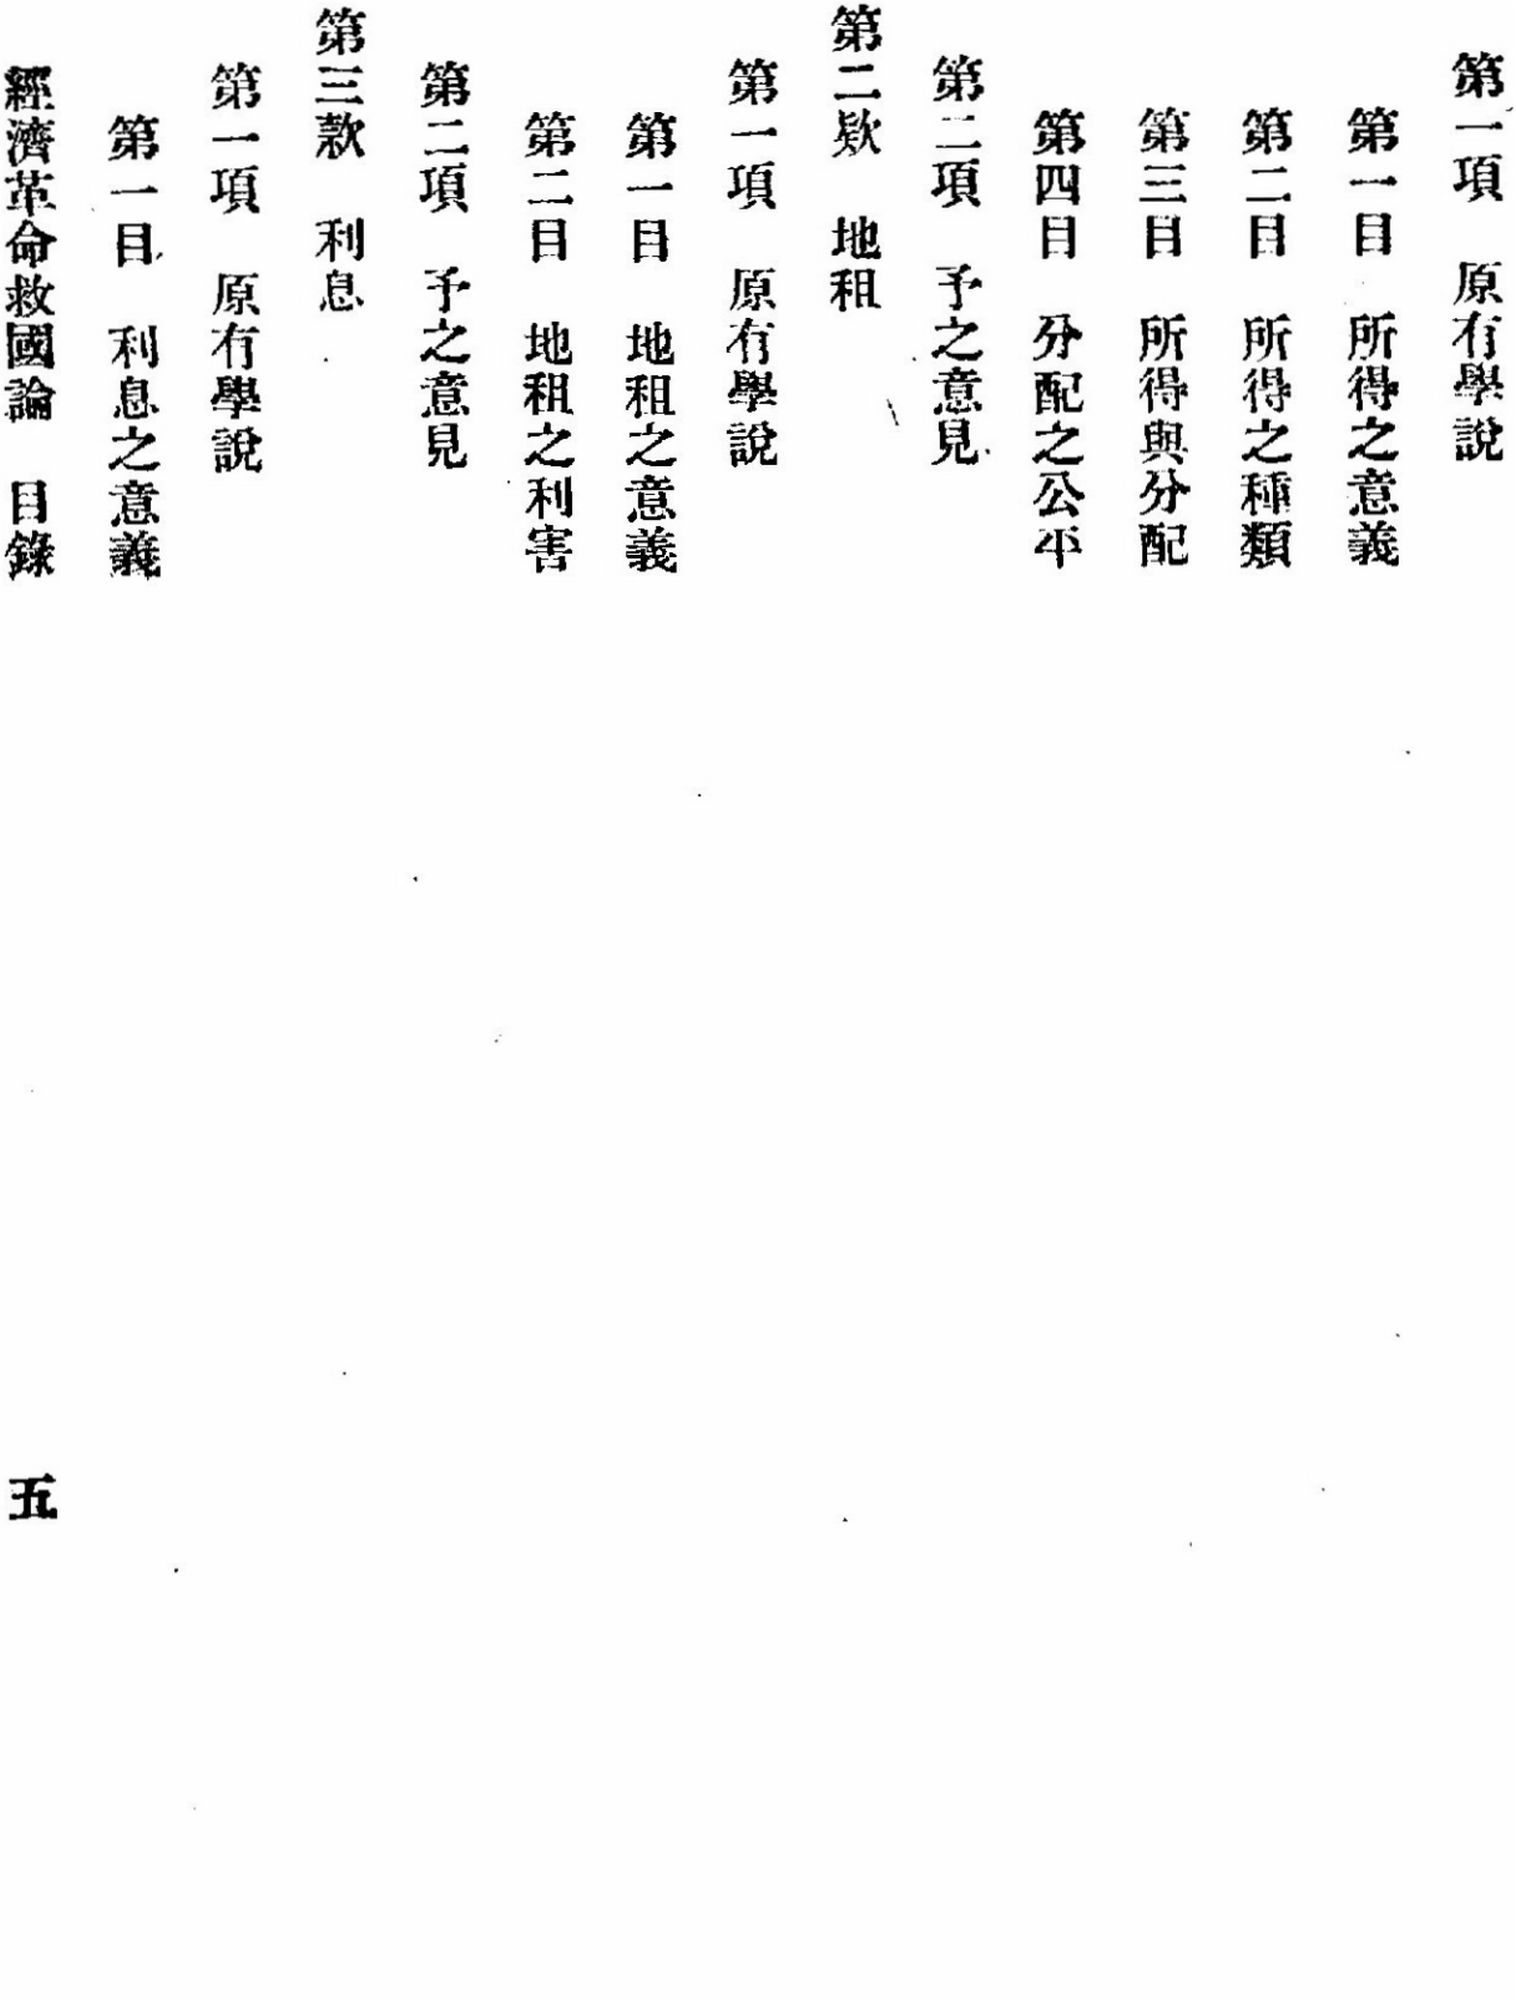 第一項　原有學說
第一目　所得之意義
第二目　所得之種類
第三目　所得與分配
第四目　分配之公平
第二項　予之意見
第二欵　地租
第一項　原有學說
第一目　地租之意義
第二目　地租之利害
第二項　予之意見
第三款　利息
第一項　原有學說
第一目　利息之意義
經濟革命救國論　目錄　五